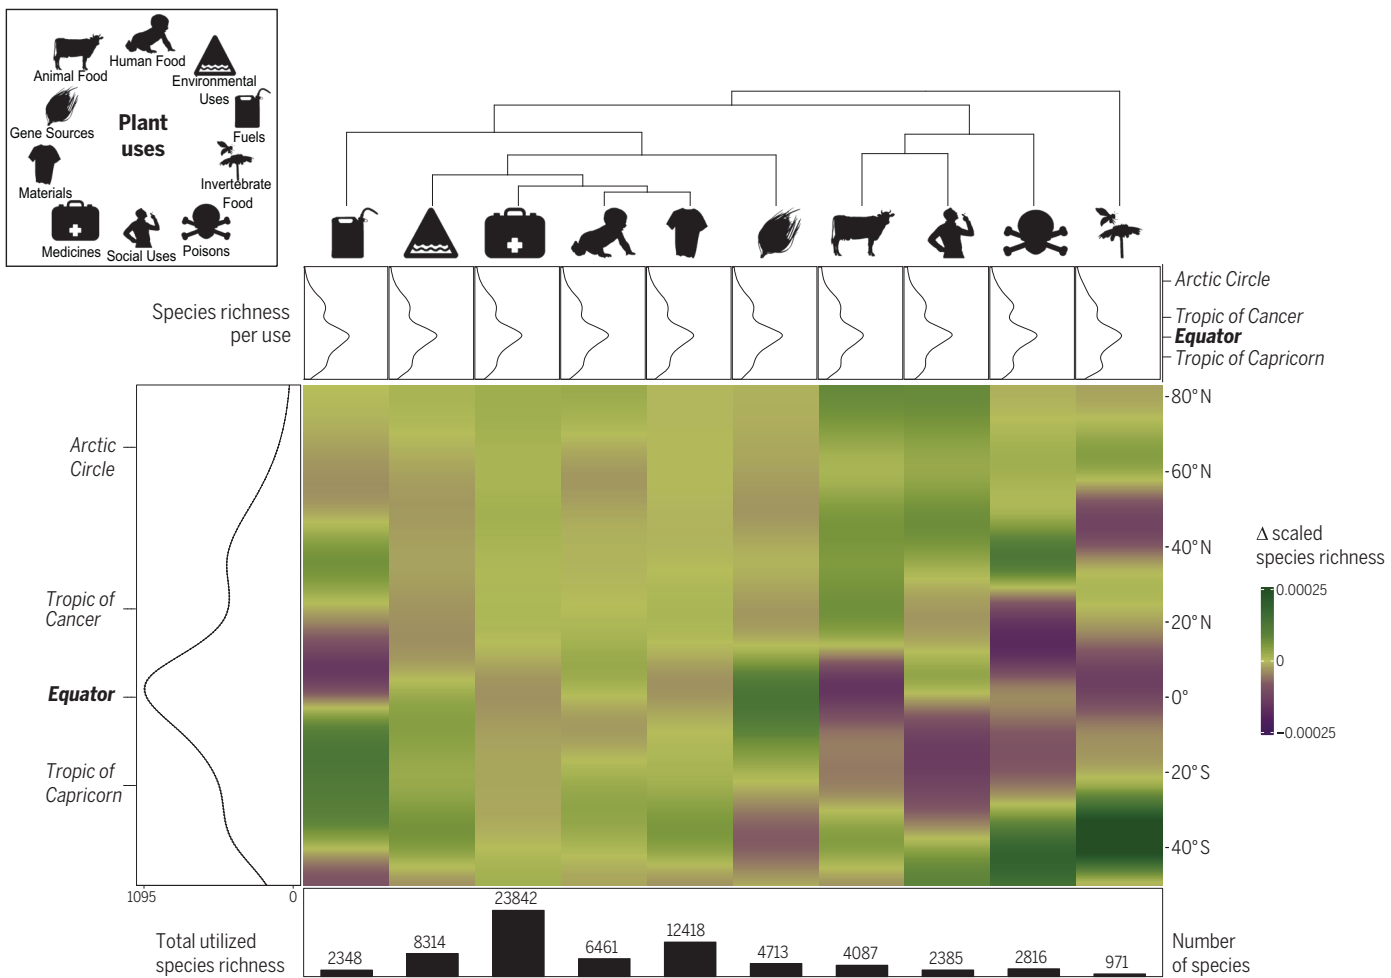 Human Food
Animal Food
Environmental
Uses
Gene Sources
Plant
uses
Fuels
Materials
Invertebrate
Food
Medicines
Social Uses
Poisons
Species richness
per use
Arctic Circle
Tropic of Cancer
Equator
Tropic of Capricorn
Arctic
Circle
Tropic of
Cancer
Equator
Tropic of
Capricorn
1095
0
80° N
60° N
40° N
20° N
0°
20° S
40° S
Δ scaled
species richness
0.00025
0
−0.00025
Total utilized
species richness
2348
8314
23842
6461
12418
4713
4087
2385
2816
971
Number
of species